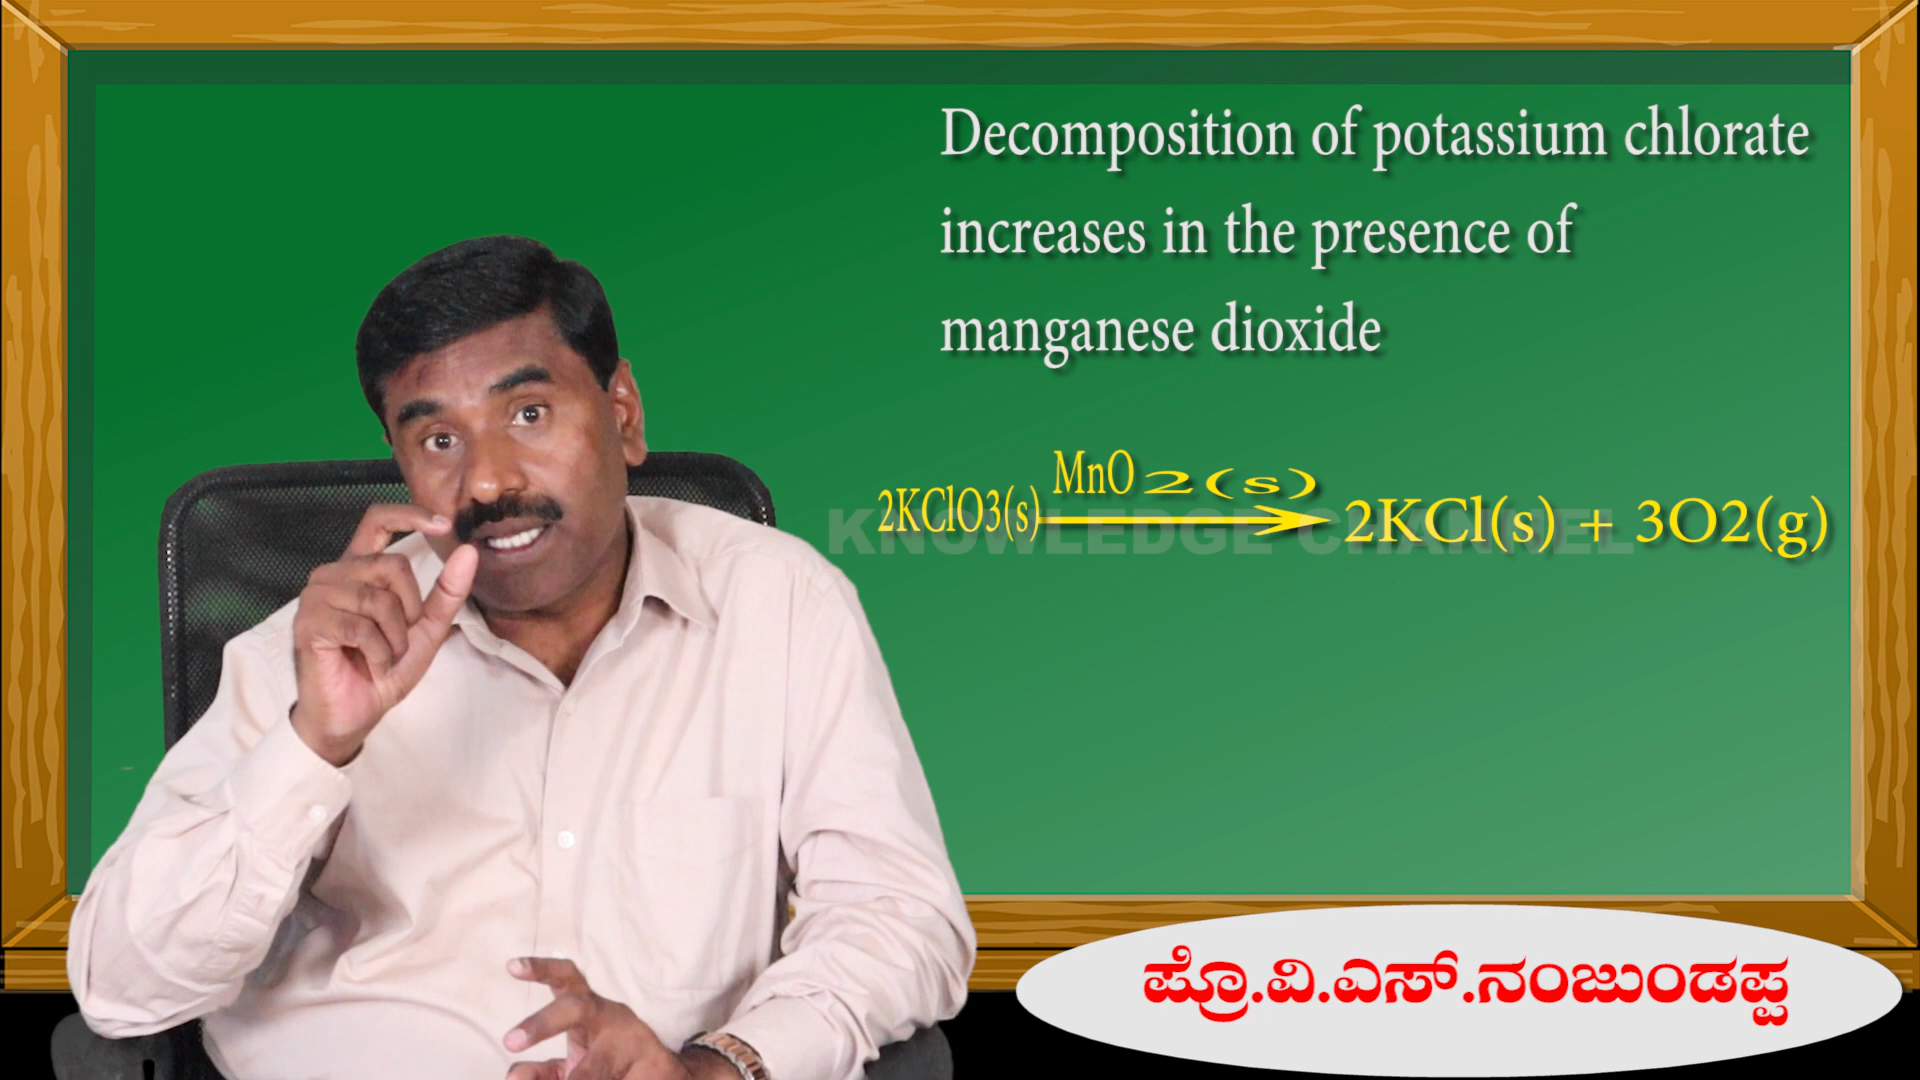 Decomposition of potassium chlorate
increases in the presence of
manganese dioxide
MnO2(s)
2KClO3(s) 2KCl(s) + 3O2(g)
KNOWLEDGE CHANNEL
ಪ್ರೊ.ವಿ.ಎಸ್.ನಂಜುಂಡಪ್ಪ